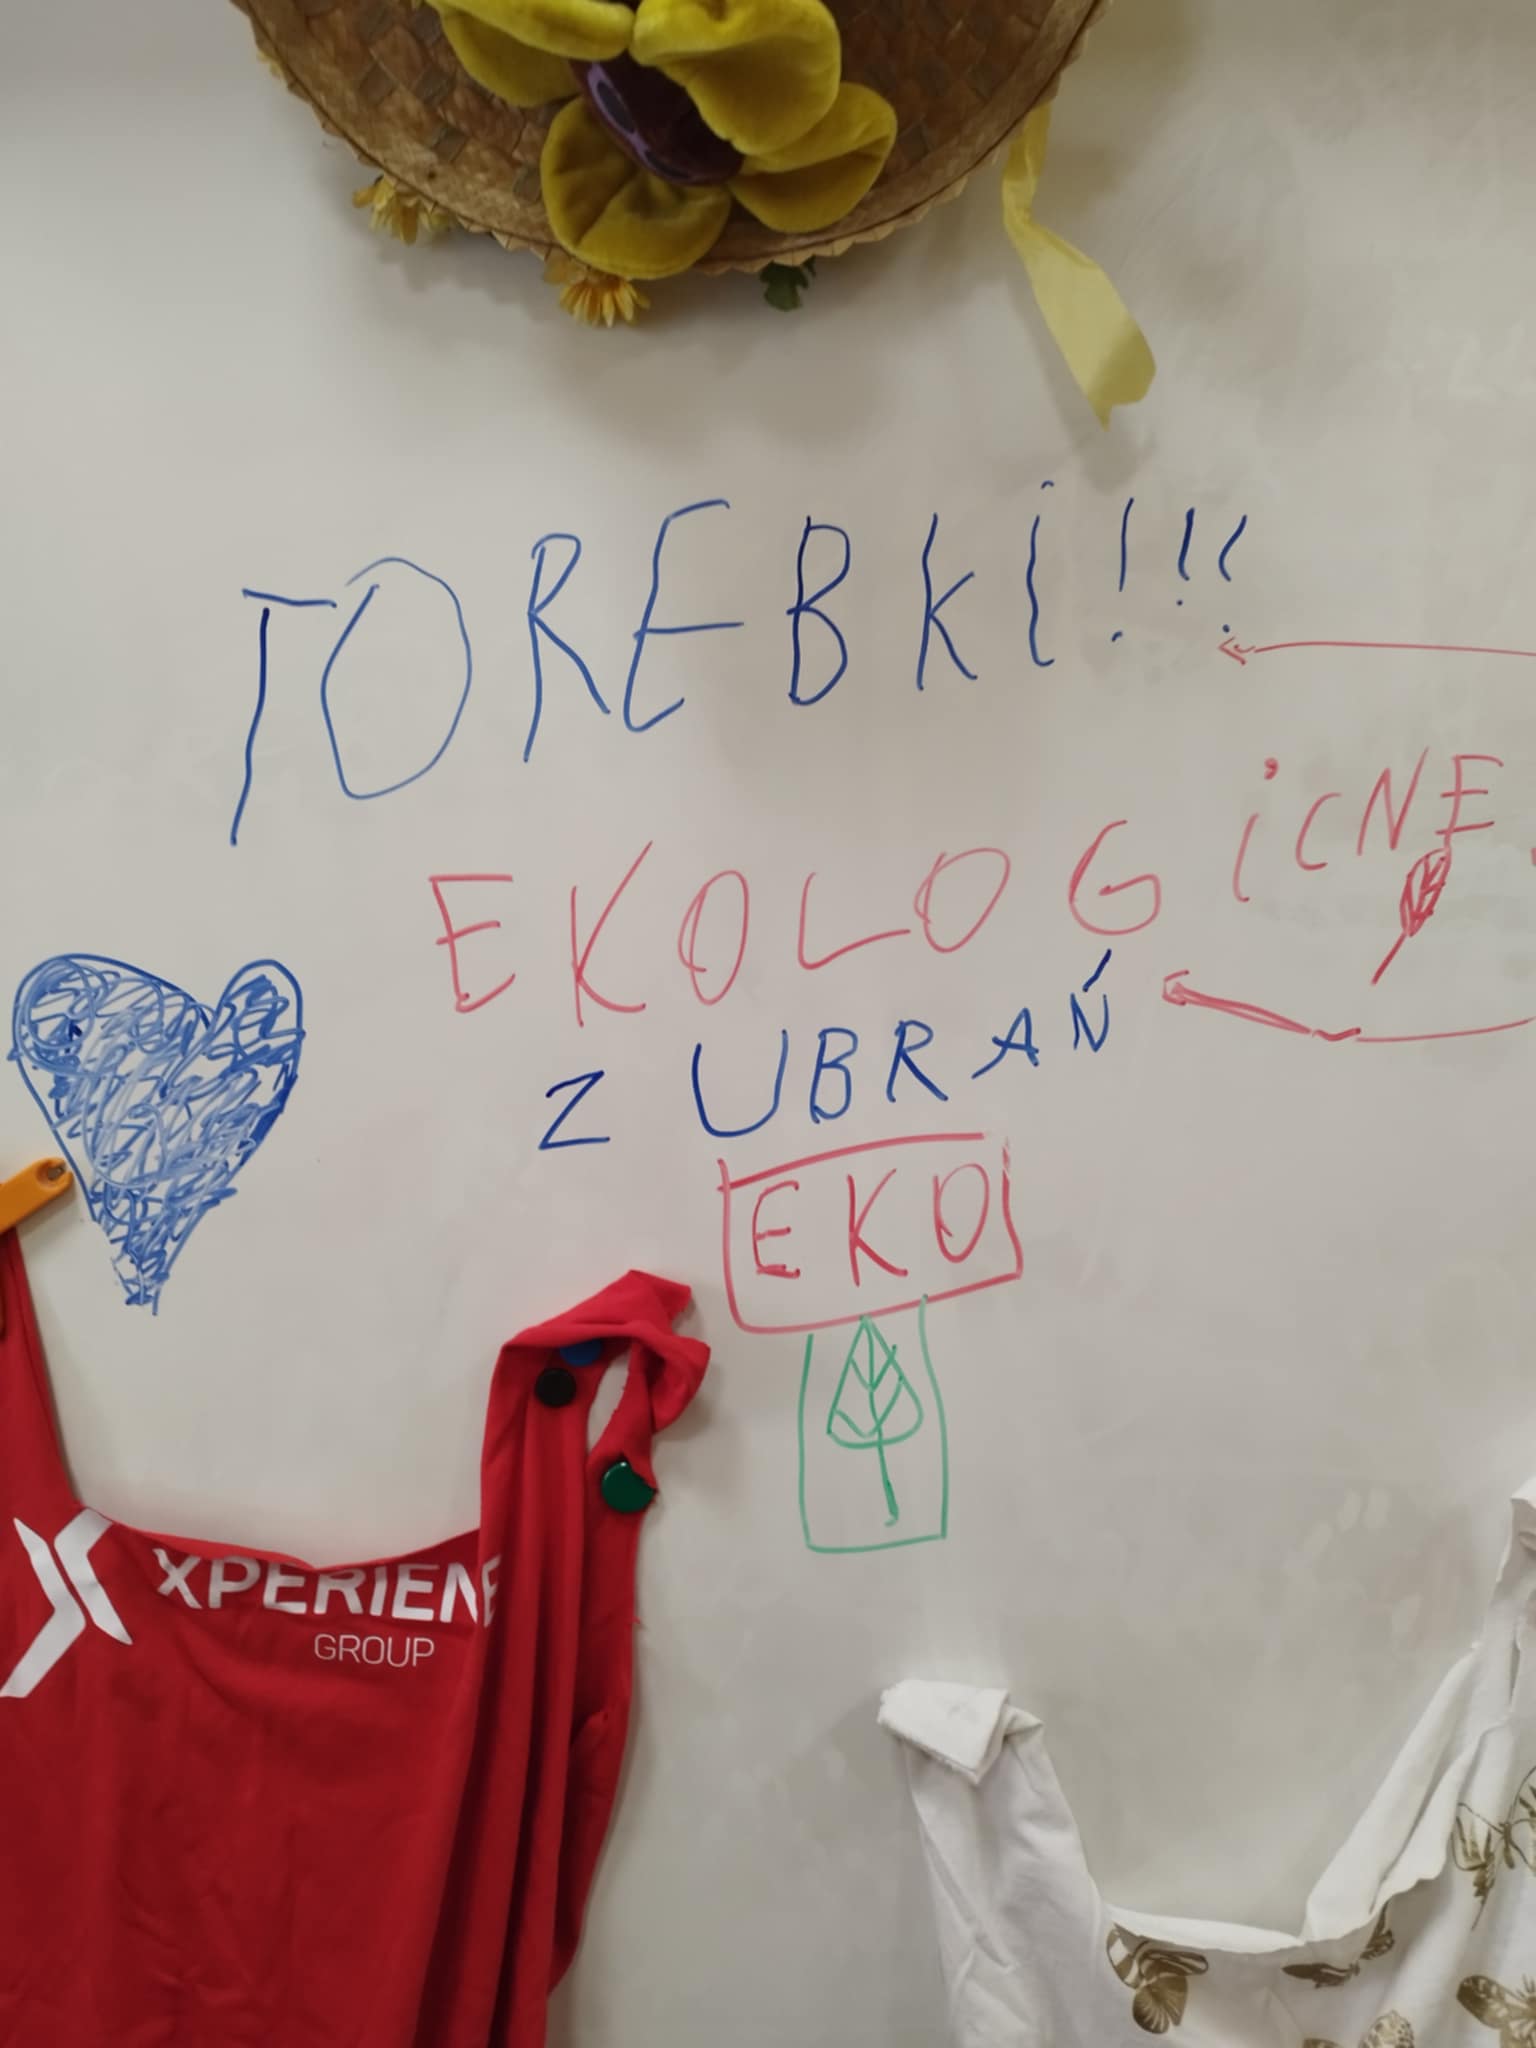 TOREBKI!!!
EKOLOGICNE
Z UBRAŃ
EKO
XPERIENE
GROUP